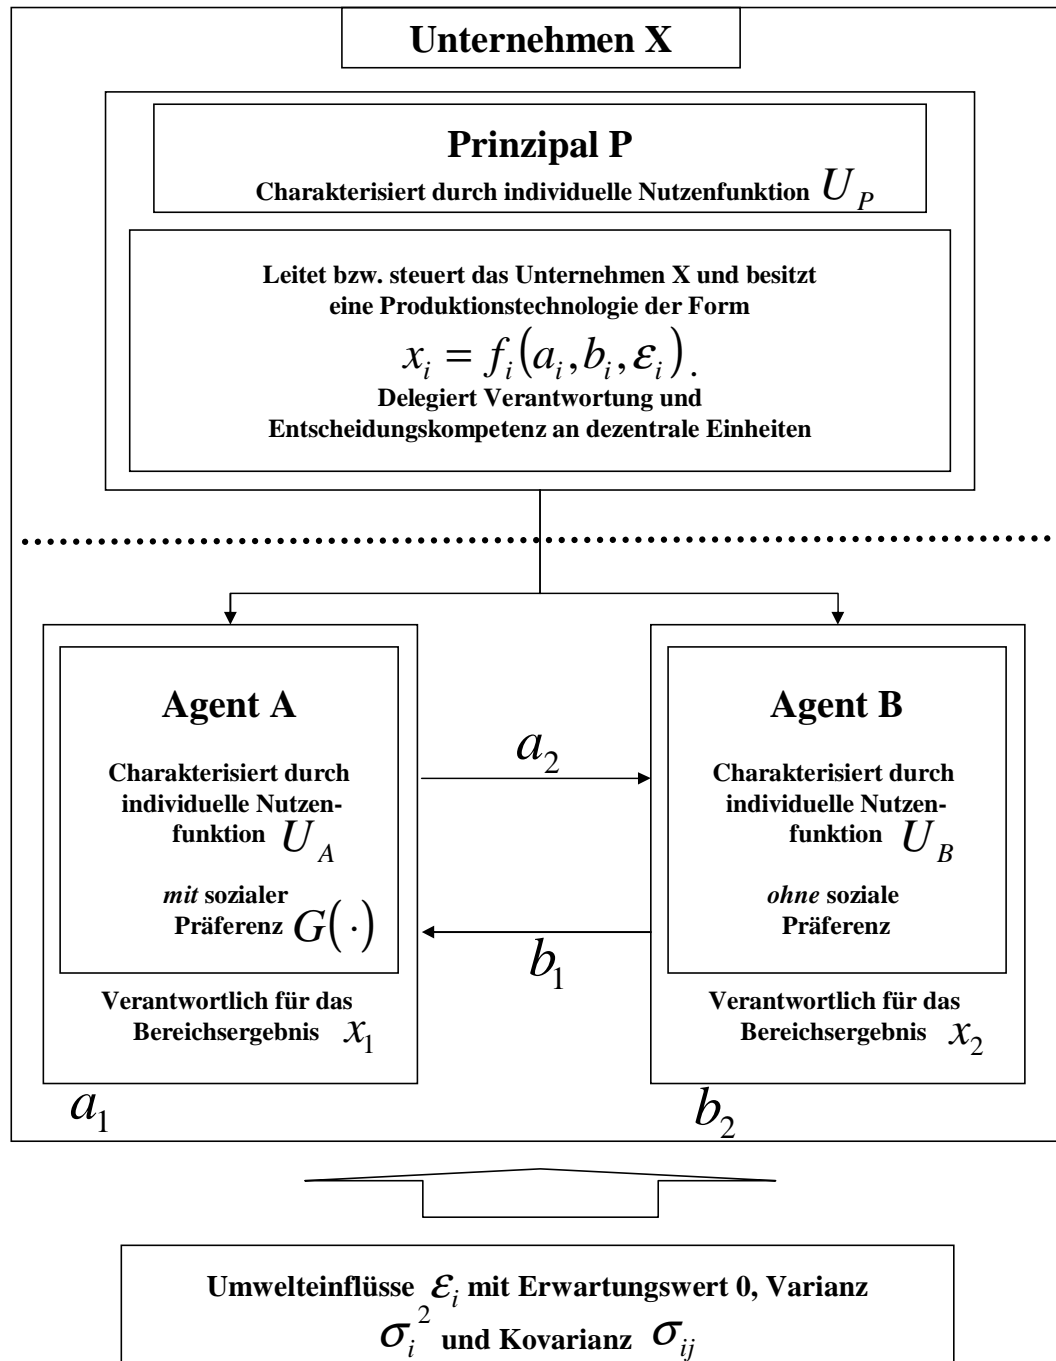 Unternehmen X
Prinzipal P
Charakterisiert durch individuelle Nutzenfunktion U_P
Leitet bzw. steuert das Unternehmen X und besitzt
eine Produktionstechnologie der Form
x_i = f_i(a_i, b_i, ε_i).
Delegiert Verantwortung und
Entscheidungskompetenz an dezentrale Einheiten
Agent A
Charakterisiert durch
individuelle Nutzen-
funktion U_A
mit sozialer
Präferenz G(·)
Verantwortlich für das
Bereichsergebnis x_1
a_1
a_2
b_1
Agent B
Charakterisiert durch
individuelle Nutzen-
funktion U_B
ohne soziale
Präferenz
Verantwortlich für das
Bereichsergebnis x_2
b_2
Umwelteinflüsse ε_i mit Erwartungswert 0, Varianz
σ_i² und Kovarianz σ_ij